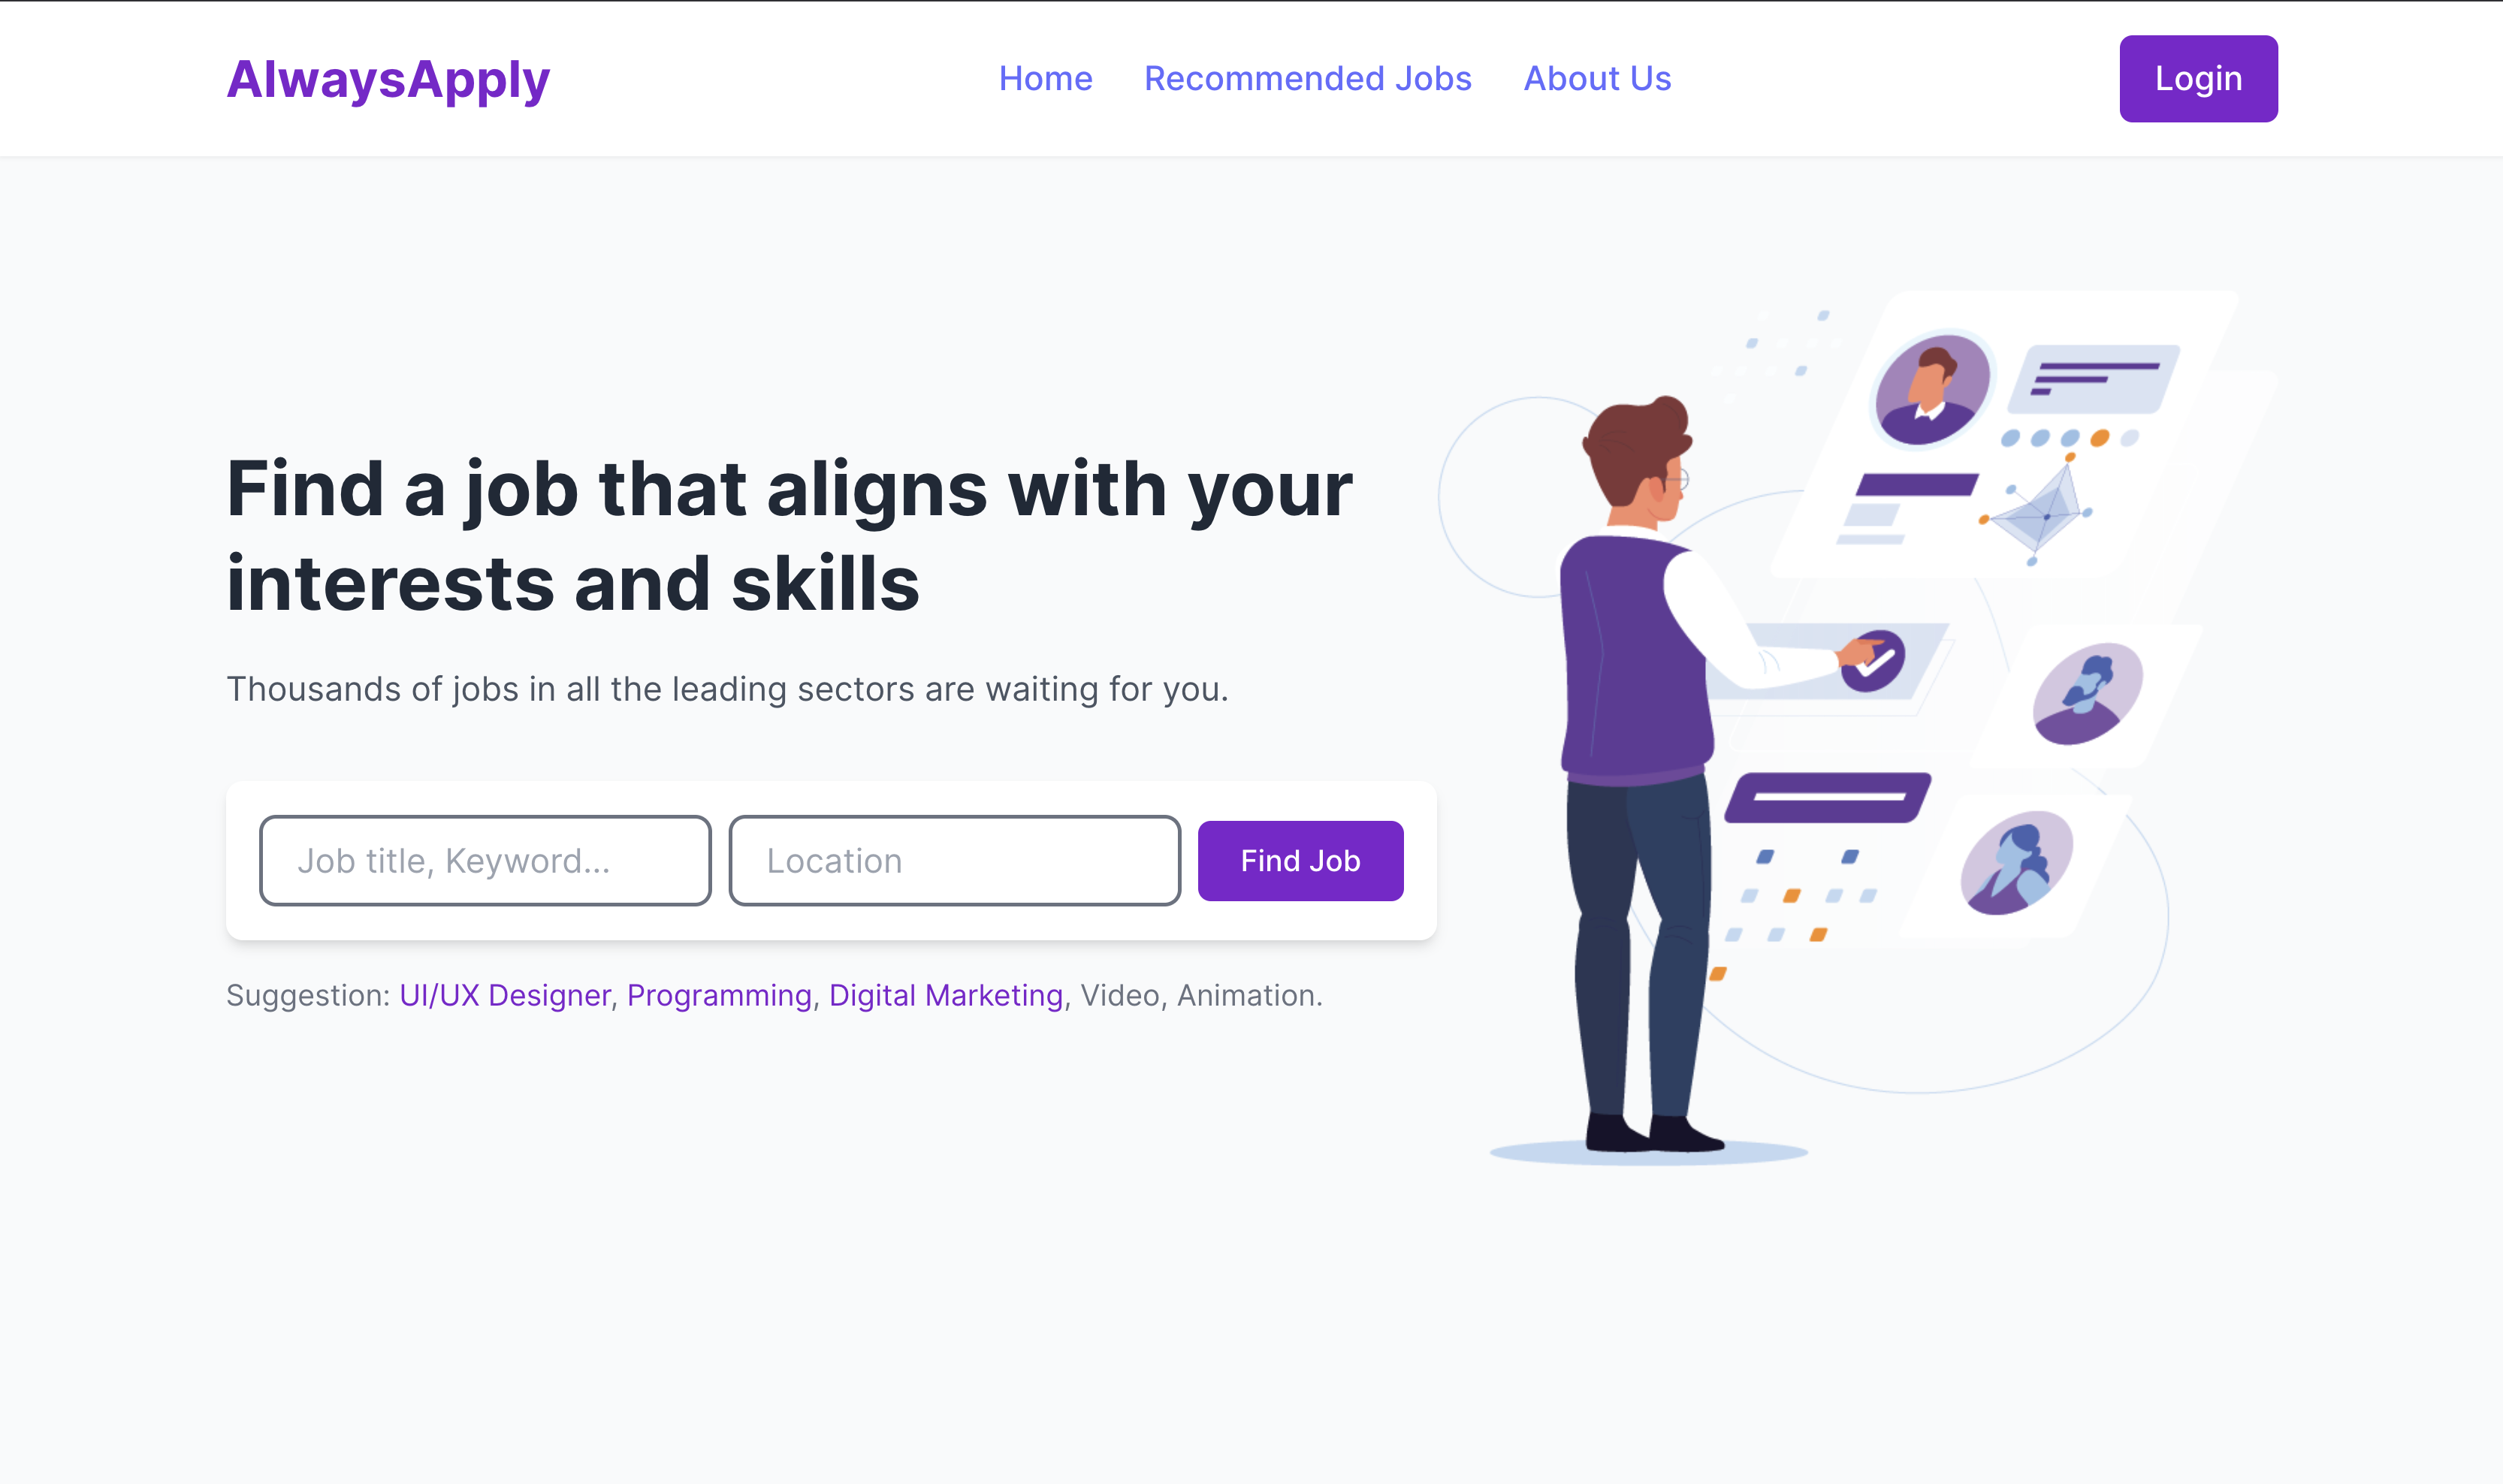 AlwaysApply
Home
Recommended Jobs
About Us
Login
Find a job that aligns with your
interests and skills
Thousands of jobs in all the leading sectors are waiting for you.
Job title, Keyword...
Location
Find Job
Suggestion: UI/UX Designer, Programming, Digital Marketing, Video, Animation.